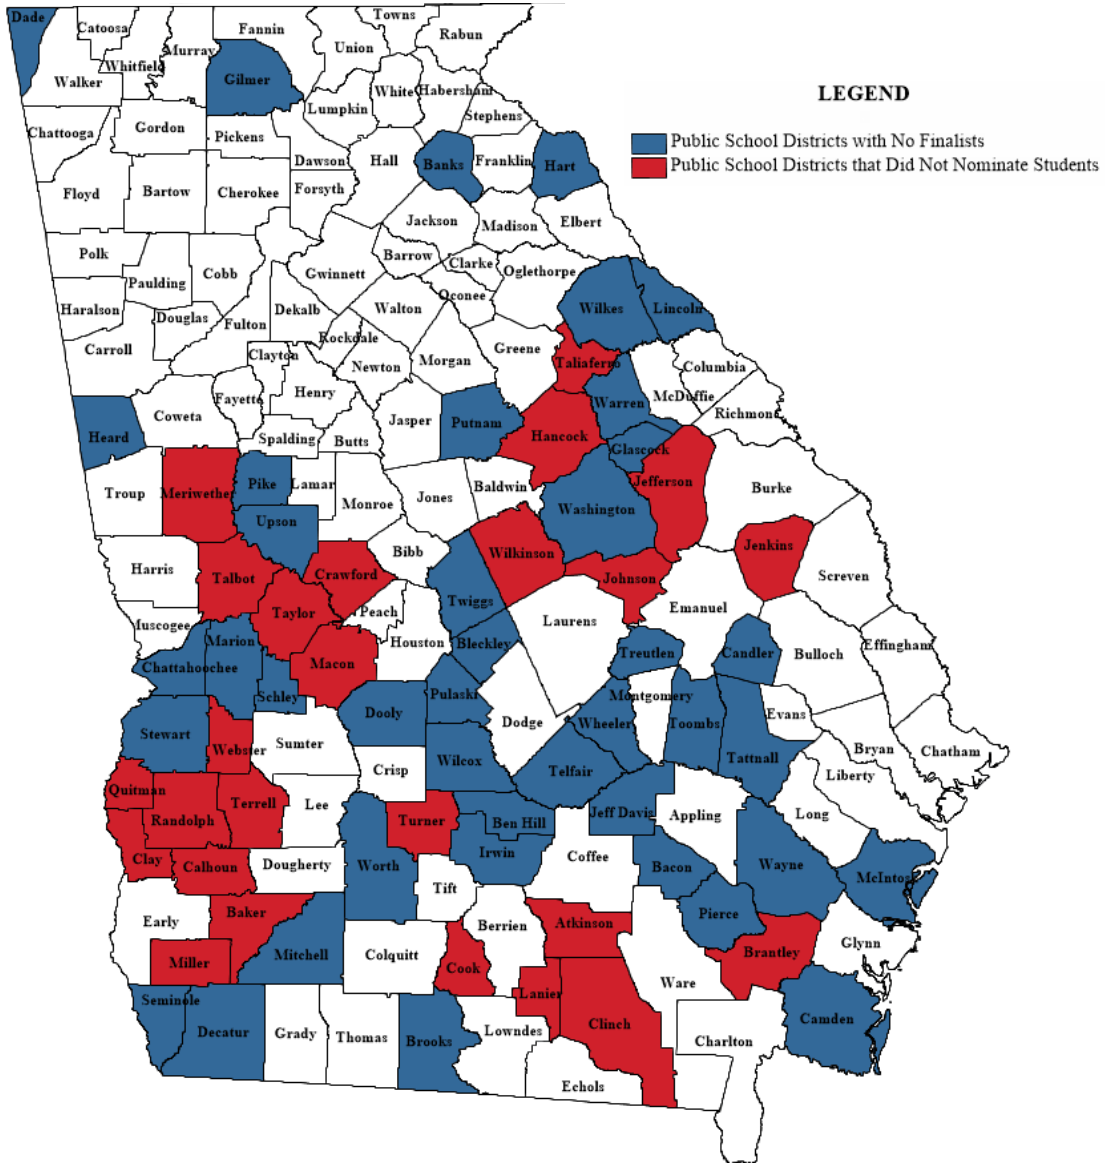 Dade
Catoosa
Fannin
Towns
Rabun
Union
Murray
Whitfield
Walker
Gilmer
White
Habersham
Lumpkin
Stephens
Chattooga
Gordon
Pickens
Dawson
Hall
Banks
Franklin
Hart
Floyd
Bartow
Cherokee
Forsyth
Jackson
Madison
Elbert
Polk
Paulding
Cobb
Gwinnett
Barrow
Clarke
Oglethorpe
Oconee
Haralson
Douglas
Fulton
Dekalb
Walton
Wilkes
Lincoln
Carroll
Clayton
Rockdale
Newton
Morgan
Greene
Taliaferro
Columbia
McDuffie
Warren
Richmond
Heard
Coweta
Fayette
Henry
Spalding
Butts
Jasper
Putnam
Hancock
Glascock
Troup
Meriwether
Pike
Lamar
Monroe
Jones
Baldwin
Washington
Jefferson
Burke
Upson
Harris
Talbot
Crawford
Bibb
Twiggs
Wilkinson
Johnson
Jenkins
Screven
Muscogee
Taylor
Peach
Houston
Laurens
Emanuel
Chattahoochee
Marion
Schley
Macon
Bleckley
Pulaski
Treutlen
Candler
Bulloch
Effingham
Stewart
Webster
Sumter
Dooly
Wilcox
Dodge
Wheeler
Montgomery
Toombs
Tattnall
Evans
Bryan
Chatham
Liberty
Quitman
Randolph
Terrell
Lee
Crisp
Turner
Ben Hill
Irwin
Telfair
Jeff Davis
Appling
Long
Clay
Calhoun
Dougherty
Worth
Tift
Coffee
Bacon
Wayne
McIntosh
Early
Baker
Mitchell
Miller
Colquitt
Cook
Berrien
Atkinson
Pierce
Brantley
Glynn
Ware
Lanier
Clinch
Seminole
Decatur
Grady
Thomas
Brooks
Lowndes
Echols
Charlton
Camden
LEGEND
Public School Districts with No Finalists
Public School Districts that Did Not Nominate Students